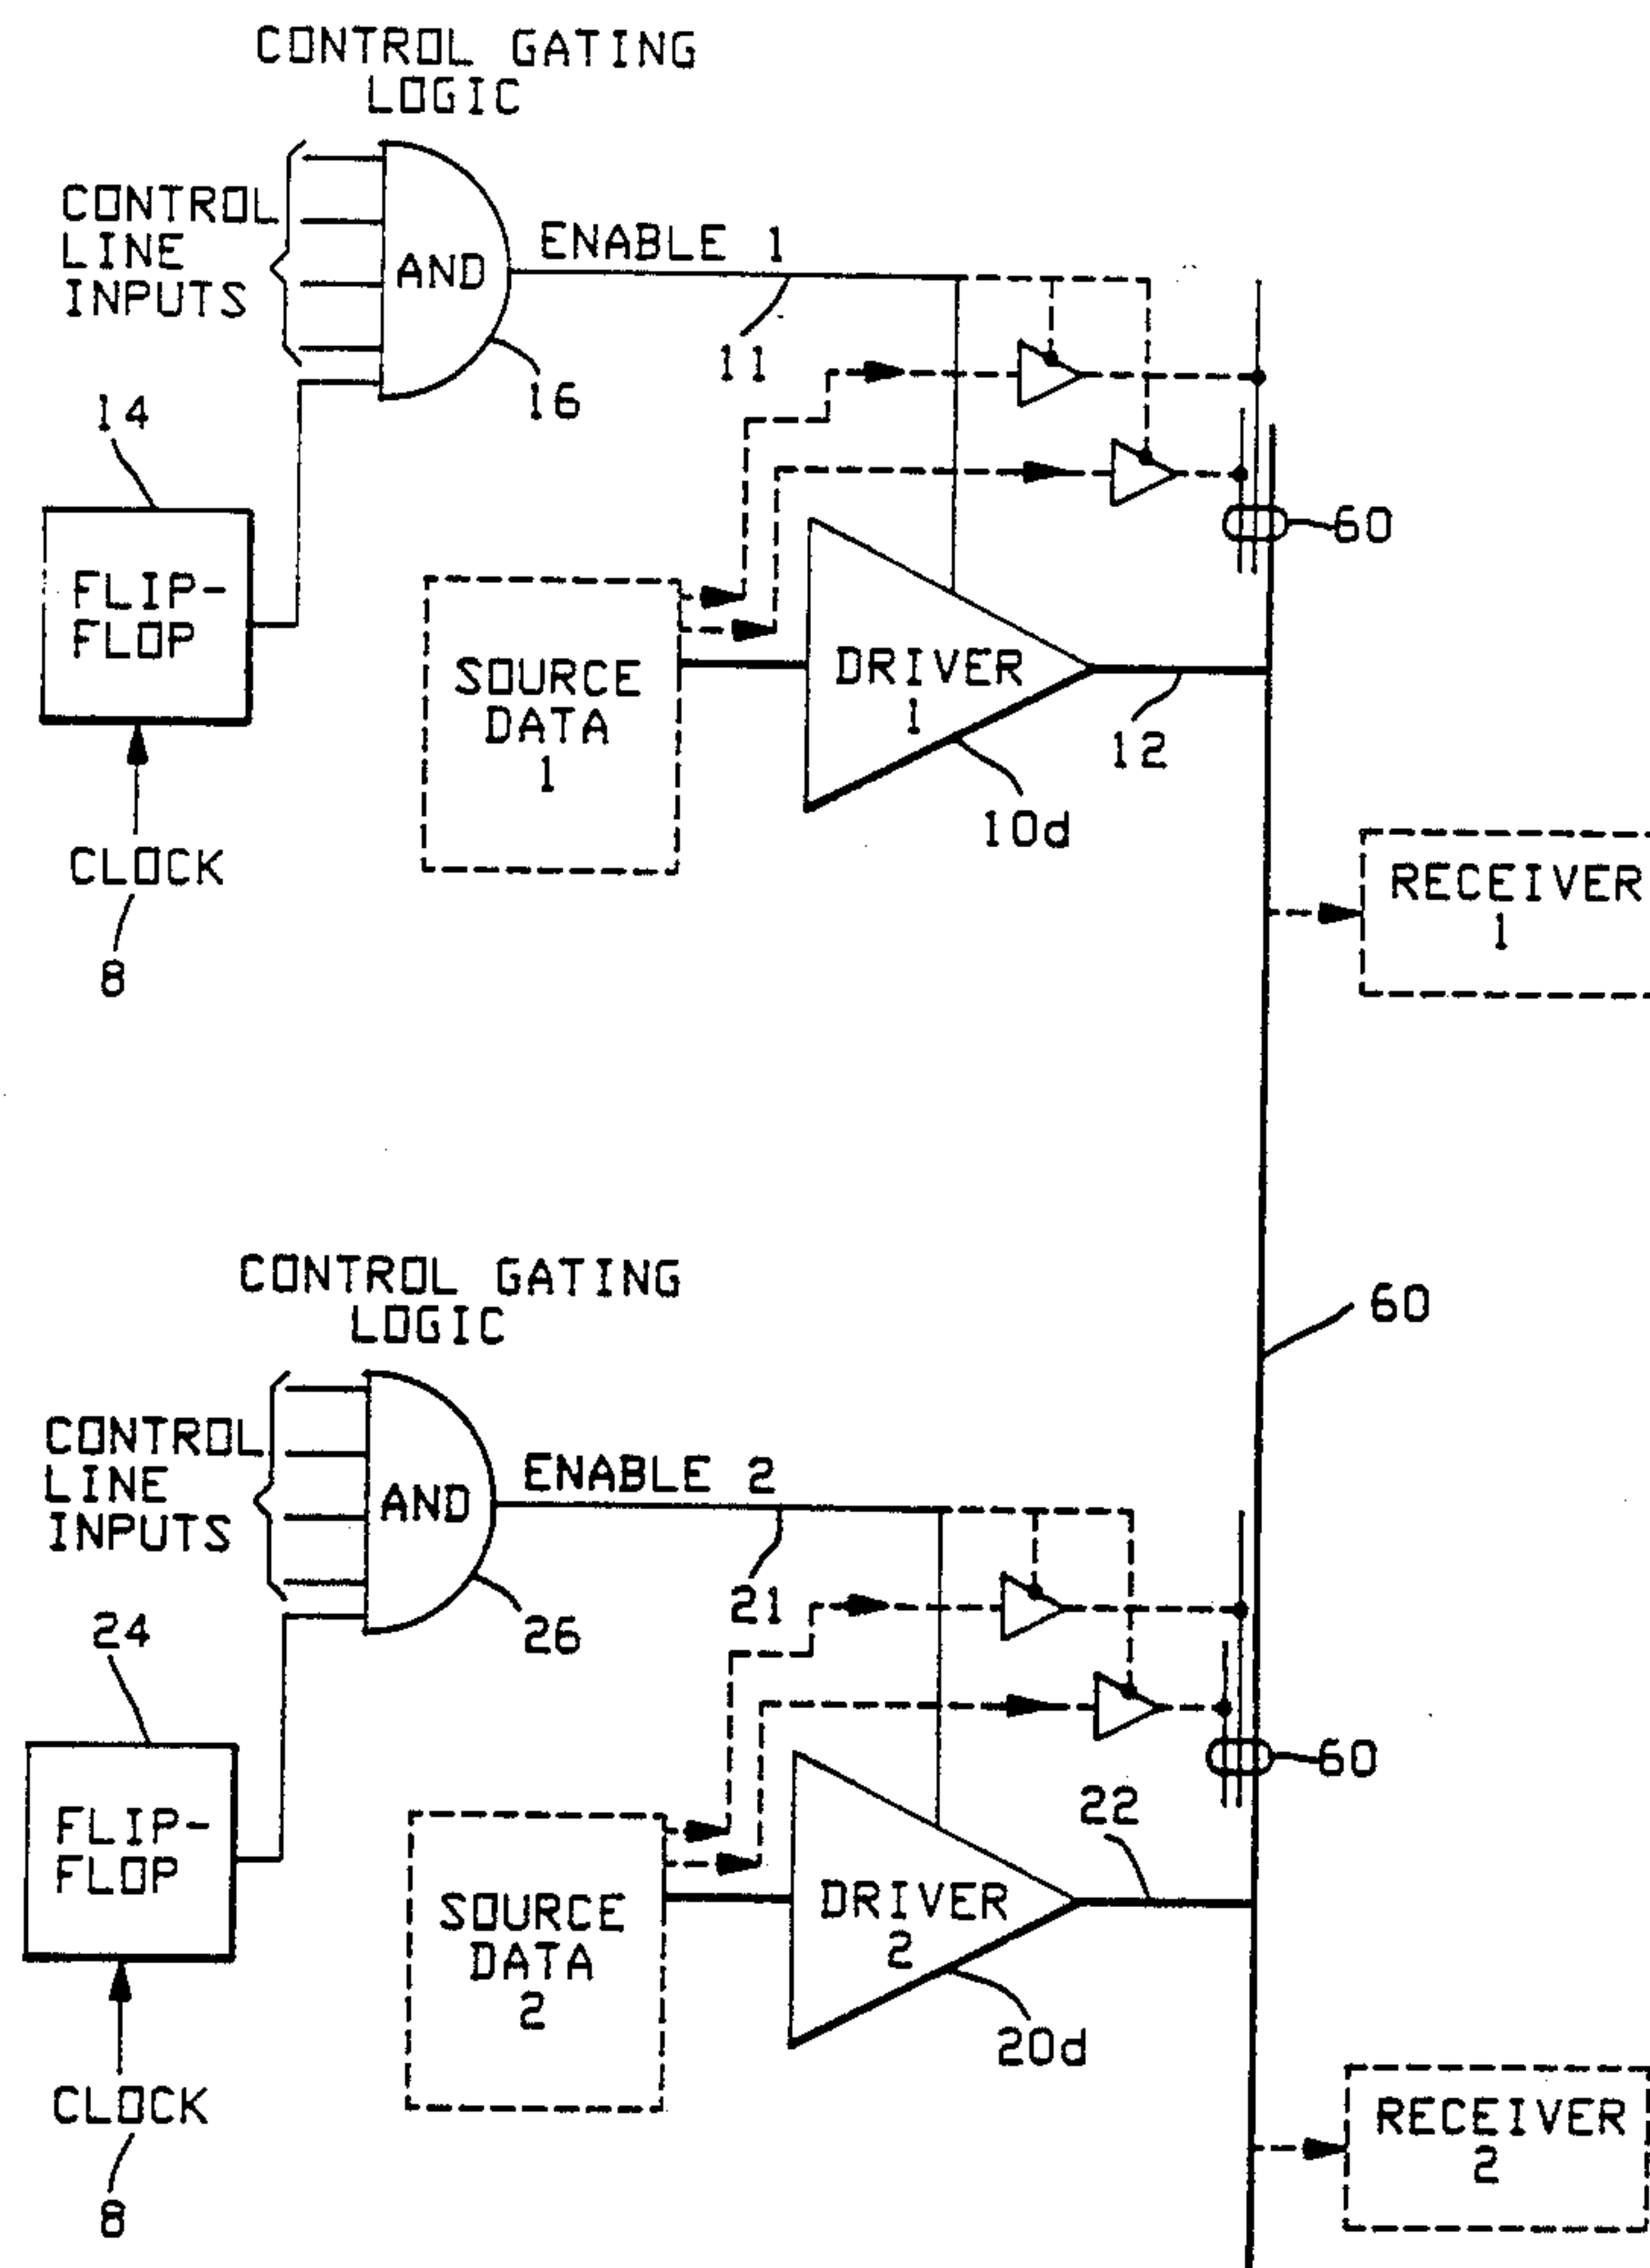 CONTROL GATING
LOGIC
CONTROL
LINE
INPUTS
AND
ENABLE 1
11
16
14
60
FLIP-
FLOP
SOURCE
DATA
1
DRIVER
1
12
10d
CLOCK
8
RECEIVER
1
60
CONTROL GATING
LOGIC
CONTROL
LINE
INPUTS
AND
ENABLE 2
21
26
24
60
FLIP-
FLOP
SOURCE
DATA
2
DRIVER
2
22
20d
CLOCK
8
RECEIVER
2